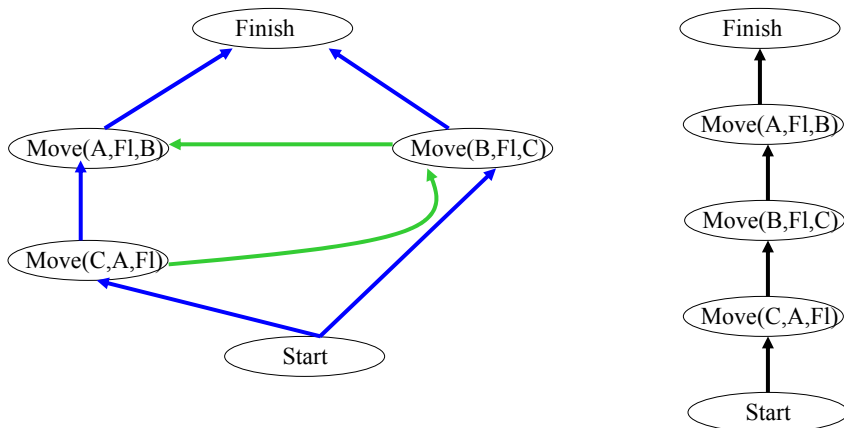 Finish
Move(A,Fl,B)
Move(B,Fl,C)
Move(C,A,Fl)
Start
Finish
Move(A,Fl,B)
Move(B,Fl,C)
Move(C,A,Fl)
Start